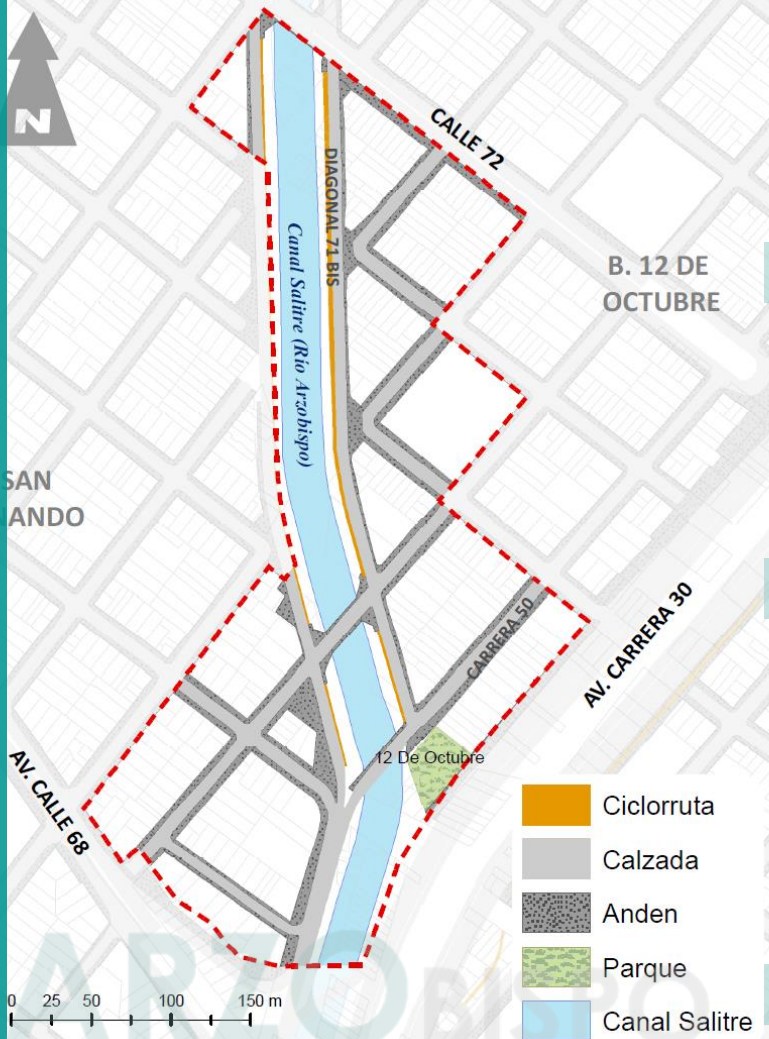 N
CALLE 72
DIAGONAL 71 BIS
Canal Salitre (Río Arzobispo)
B. 12 DE
OCTUBRE
SAN
NANDO
CARRERA 50
AV. CARRERA 30
12 De Octubre
AV. CALLE 68
Ciclorruta
Calzada
Anden
Parque
Canal Salitre
0 25 50 100 150 m
ARZOBISPO